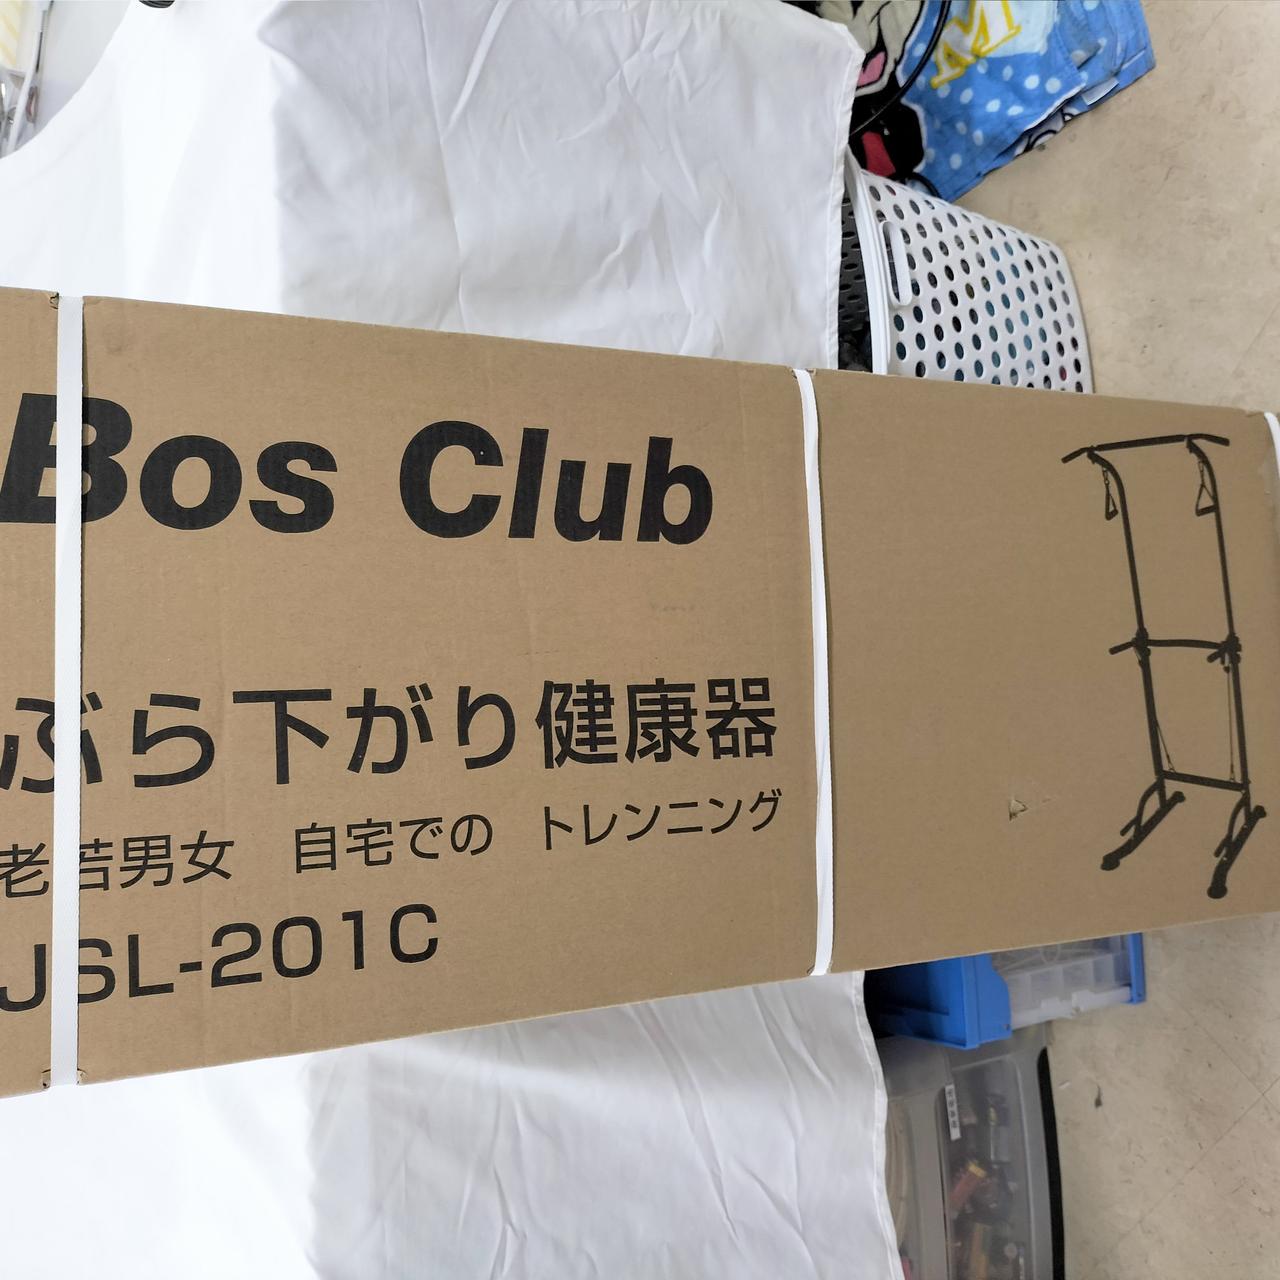 Bos Club
ぶら下がり健康器
老若男女 自宅での トレンニング
JSL-201C
M